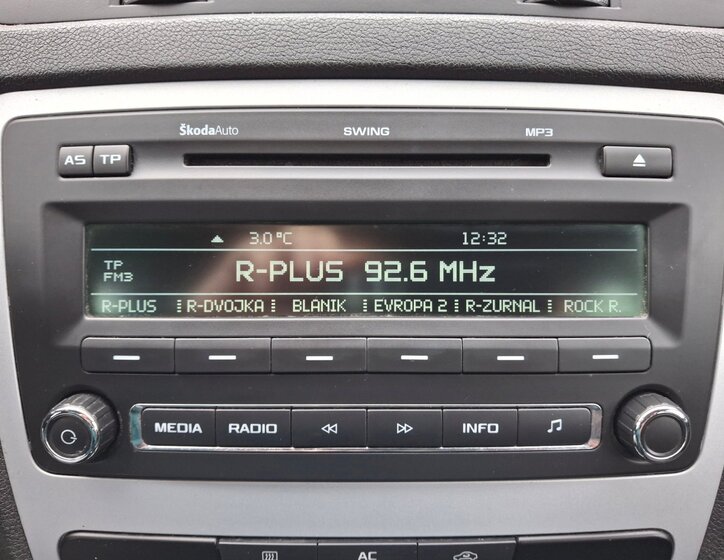 ŠkodaAuto SWING MP3
AS TP
3.0°C 12:32
TP
FM3
R-PLUS 92.6 MHz
R-PLUS R-DVOJKA BLANIK EVROPA 2 R-ZURNAL ROCK R.
MEDIA RADIO INFO
AC